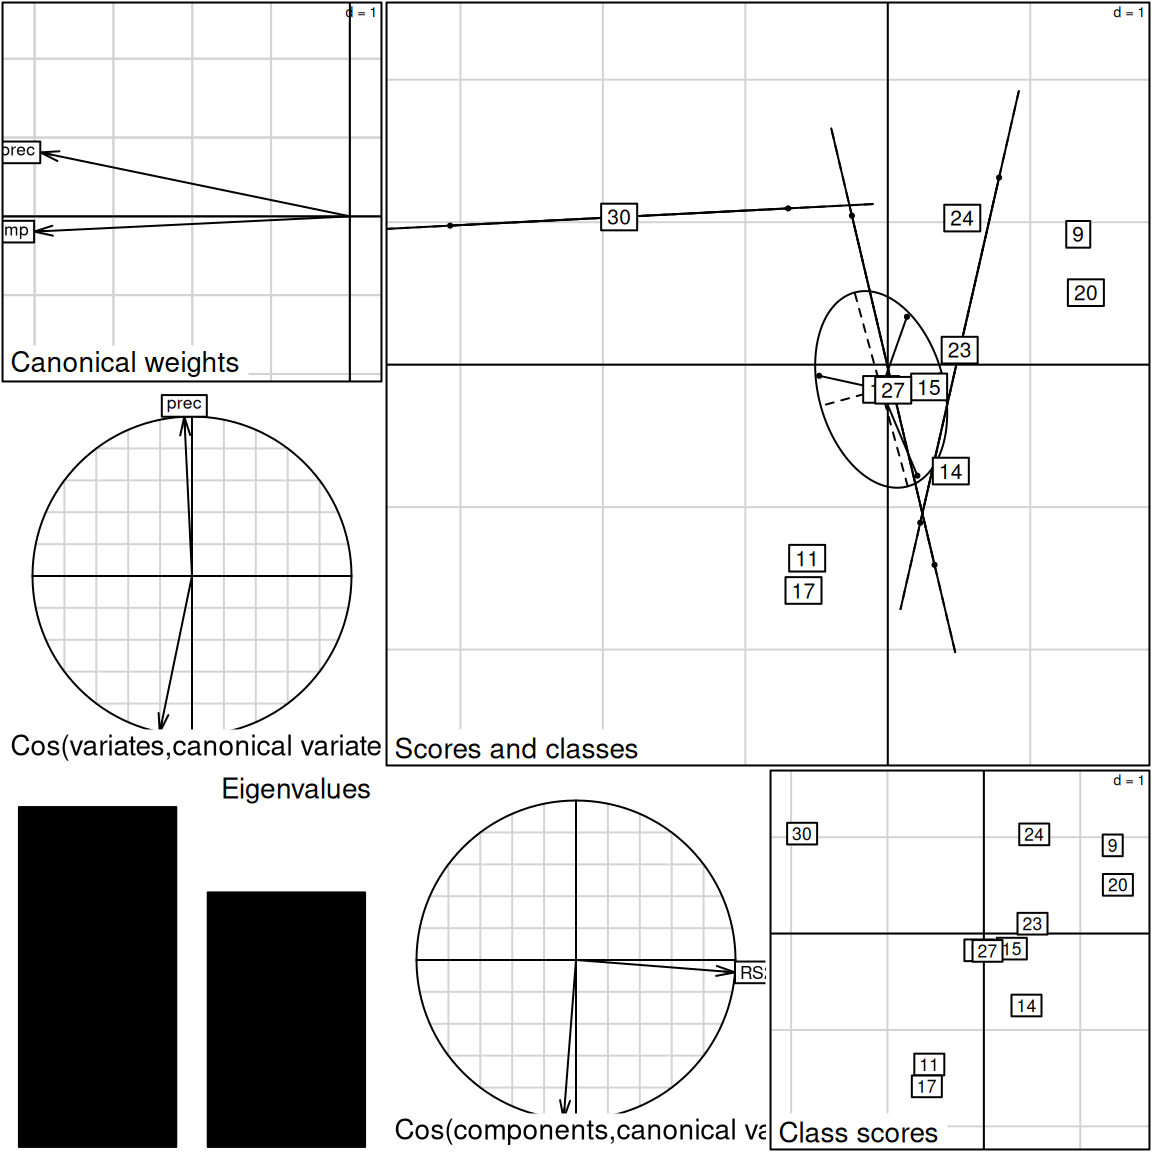 d = 1
prec
mp
Canonical weights
d = 1
30
24
9
20
23
15
27
14
11
17
Scores and classes
prec
Cos(variates,canonical variate
Eigenvalues
RS
Cos(components,canonical va
d = 1
30
24
9
20
23
27
15
14
11
17
Class scores